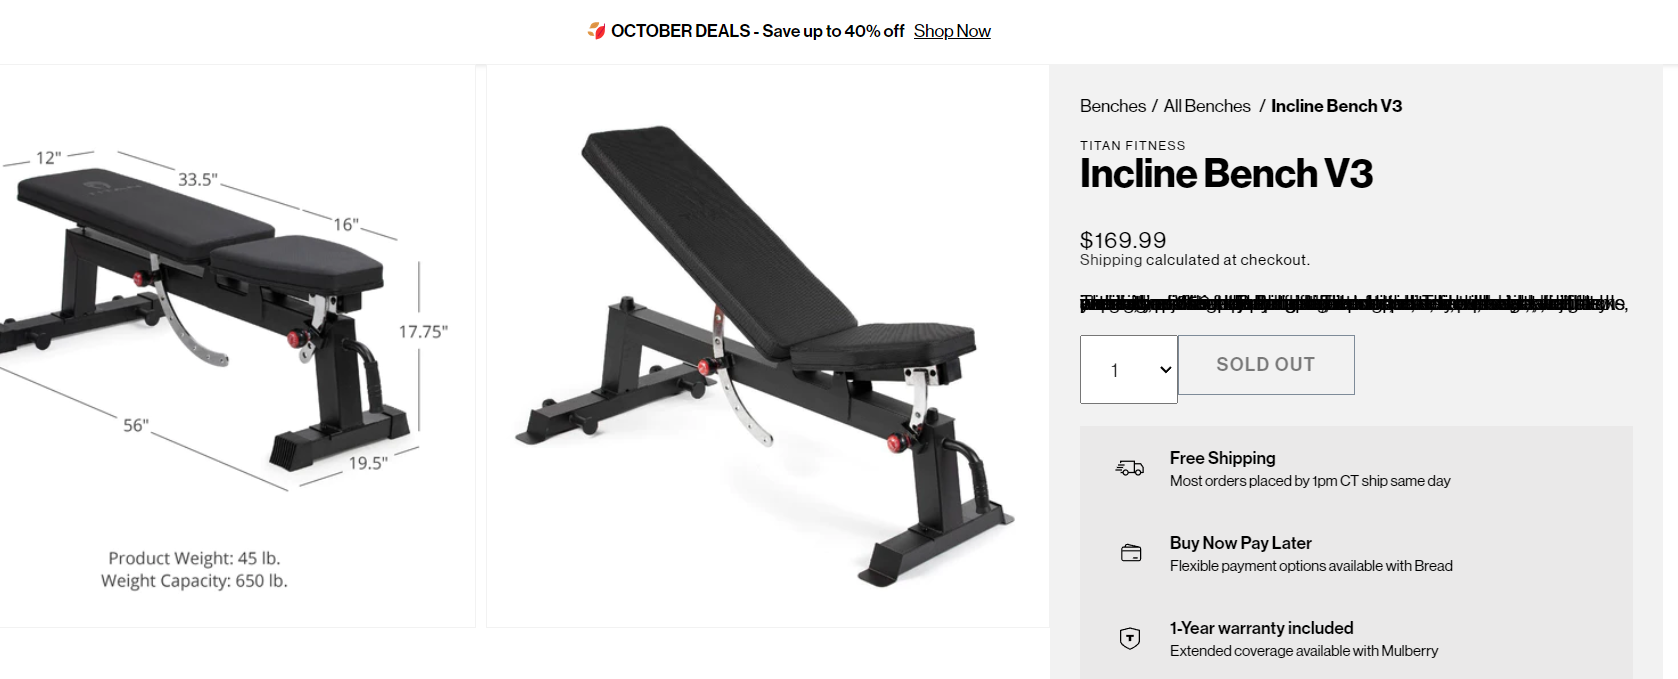 OCTOBER DEALS - Save up to 40% off Shop Now
12"
33.5"
16"
17.75"
56"
19.5"
Product Weight: 45 lb.
Weight Capacity: 650 lb.
Benches / All Benches / Incline Bench V3
TITAN FITNESS
Incline Bench V3
$169.99
Shipping calculated at checkout.
1
SOLD OUT
Free Shipping
Most orders placed by 1pm CT ship same day
Buy Now Pay Later
Flexible payment options available with Bread
1-Year warranty included
Extended coverage available with Mulberry